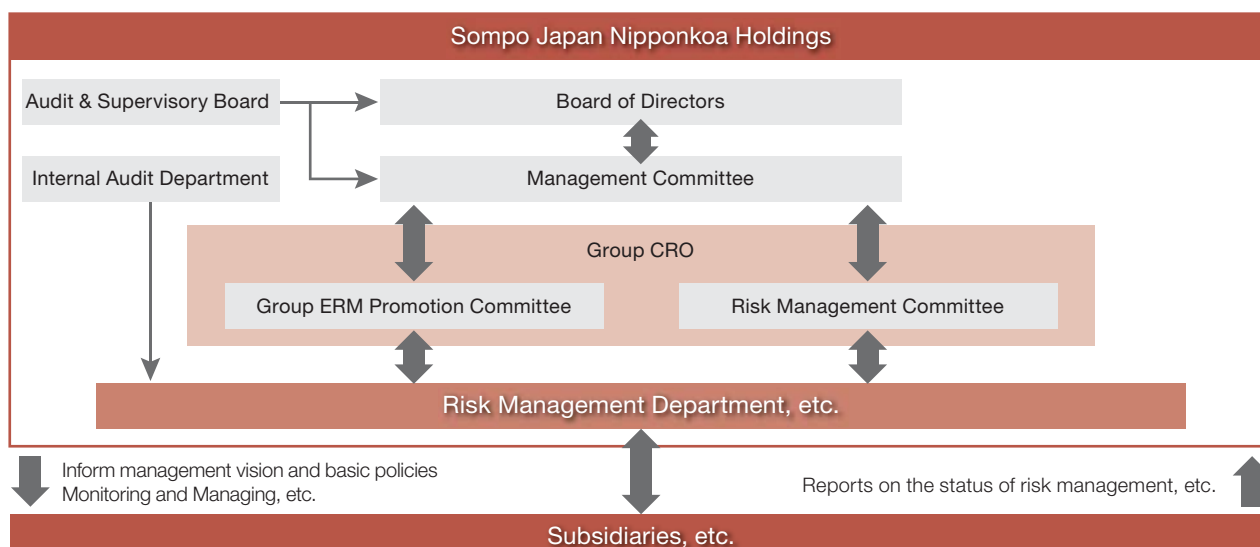 Sompo Japan Nipponkoa Holdings
Audit & Supervisory Board
Board of Directors
Internal Audit Department
Management Committee
Group CRO
Group ERM Promotion Committee
Risk Management Committee
Risk Management Department, etc.
Inform management vision and basic policies
Monitoring and Managing, etc.
Reports on the status of risk management, etc.
Subsidiaries, etc.